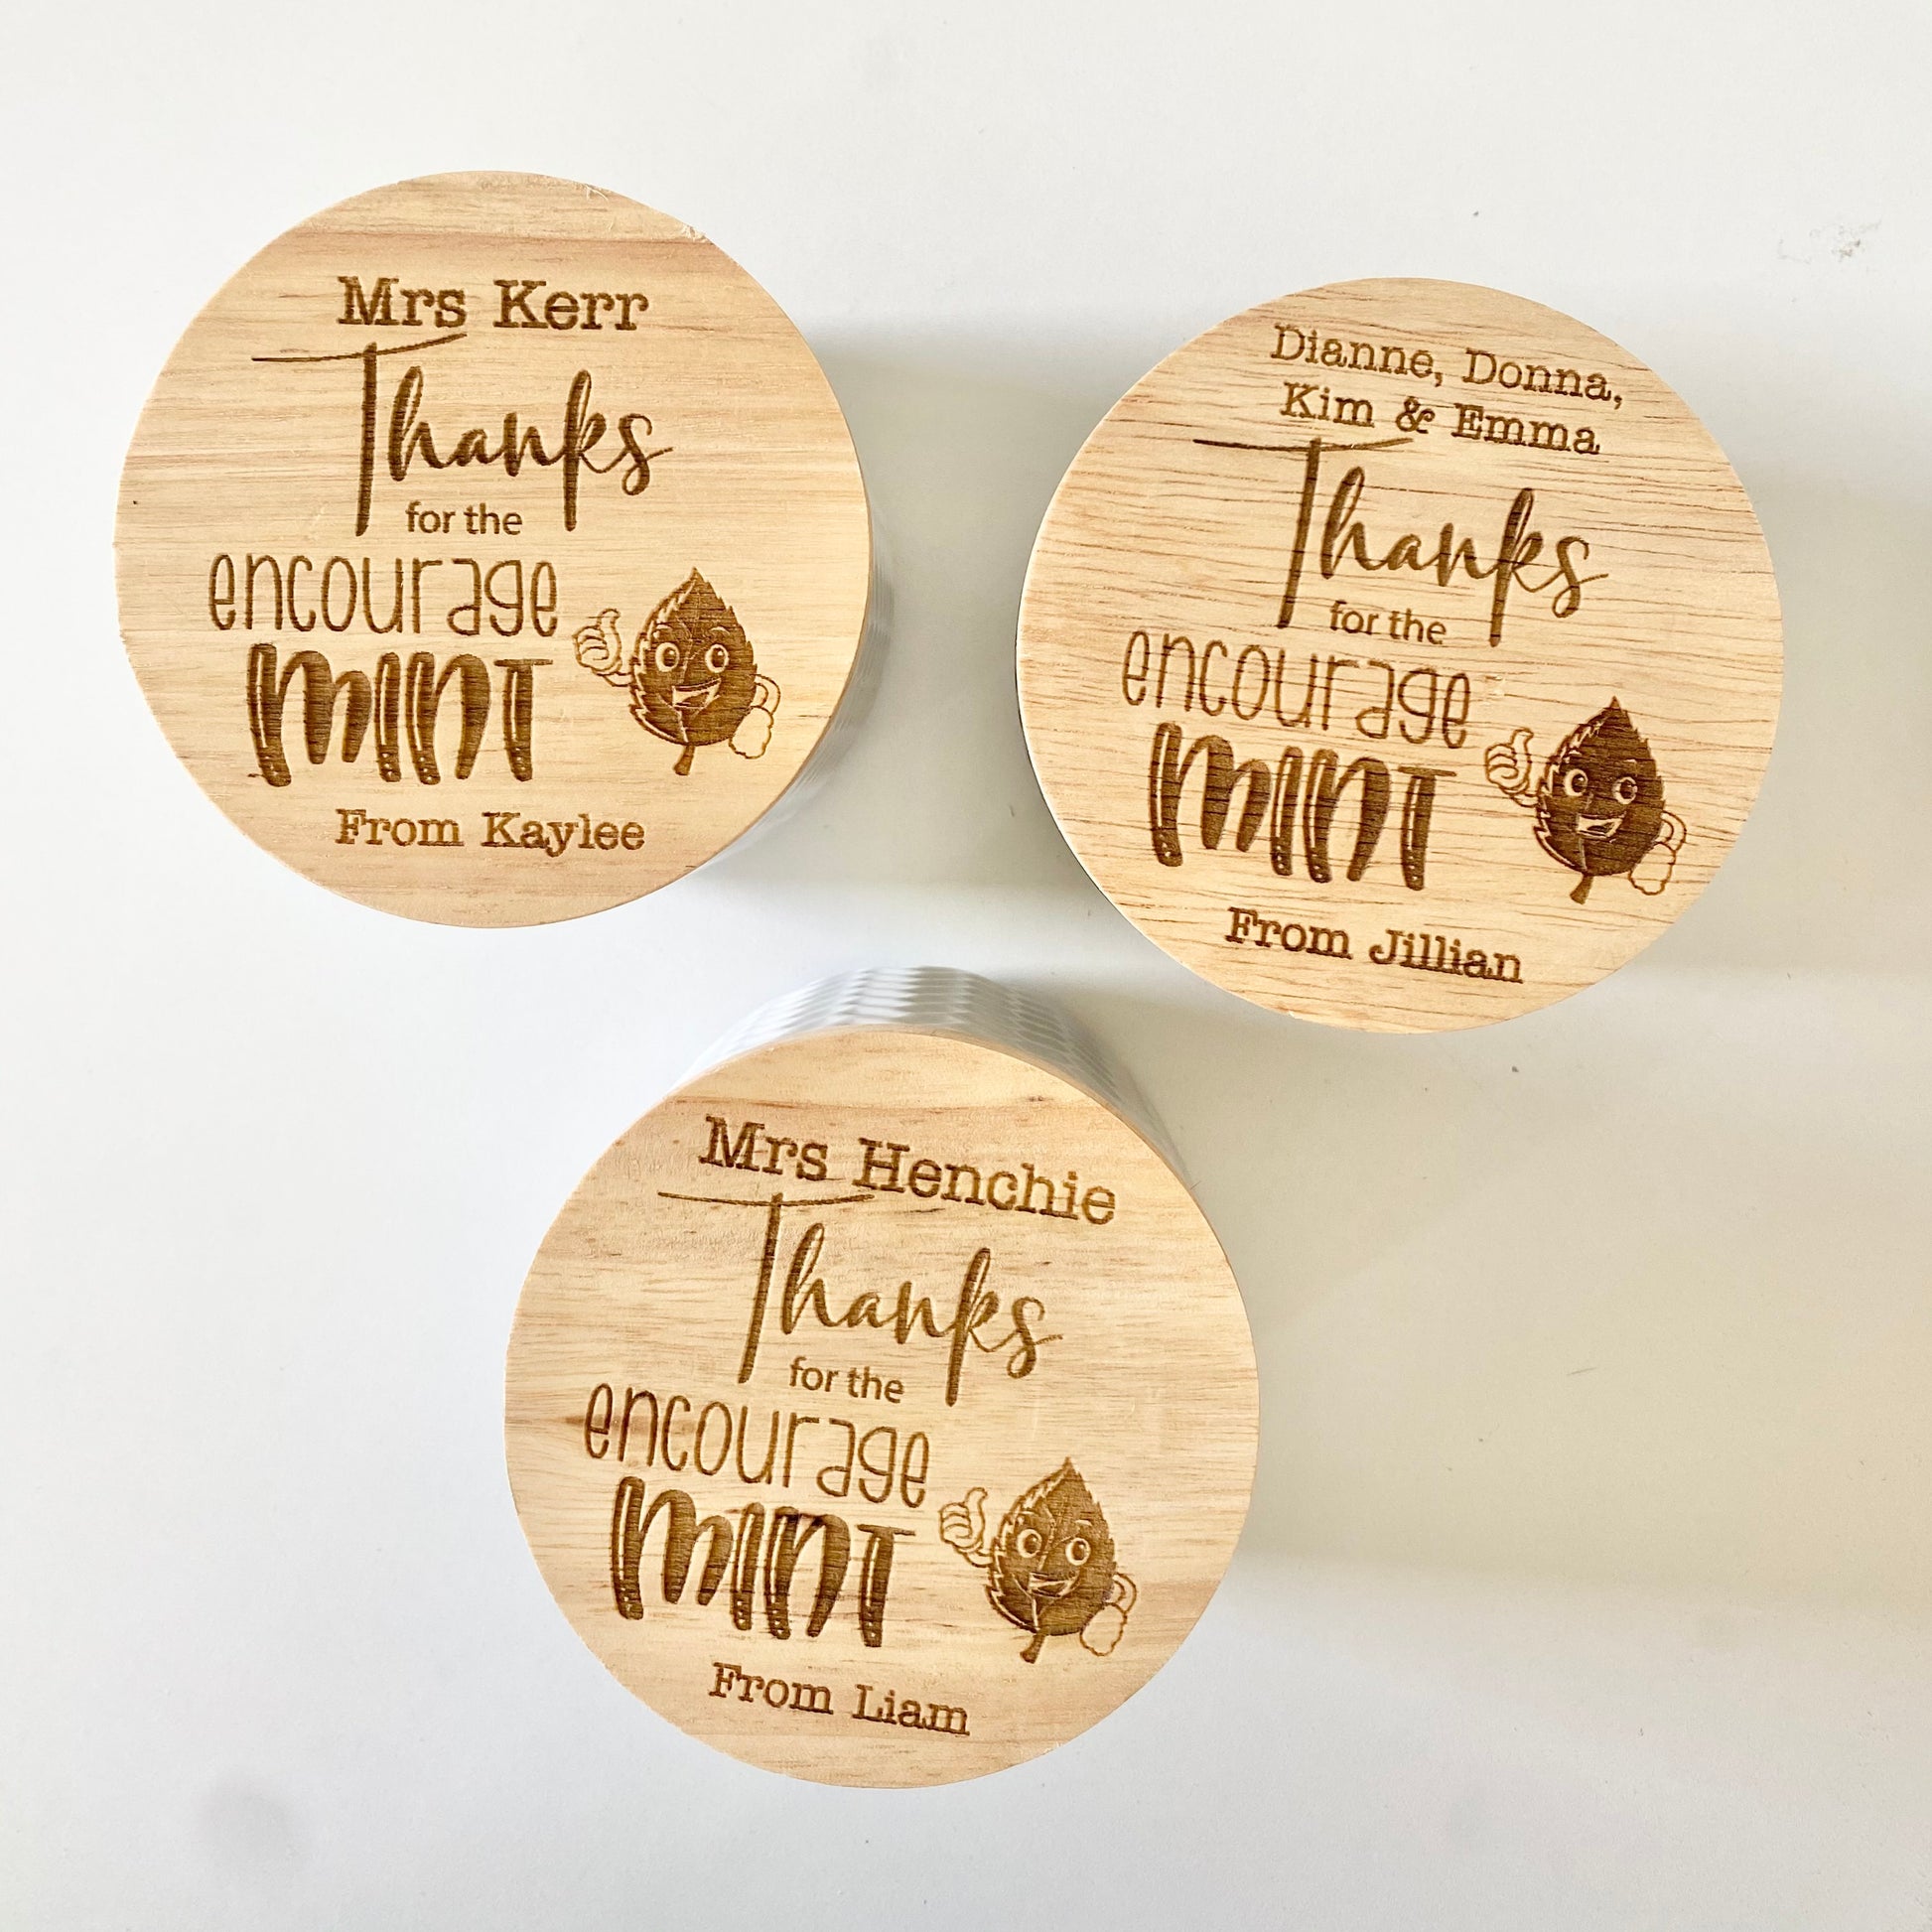 Mrs Kerr
Thanks
for the
encourage
mint
From Kaylee
Dianne, Donna,
Kim & Emma
Thanks
for the
encourage
mint
From Jillian
Mrs Henchie
Thanks
for the
encourage
mint
From Liam